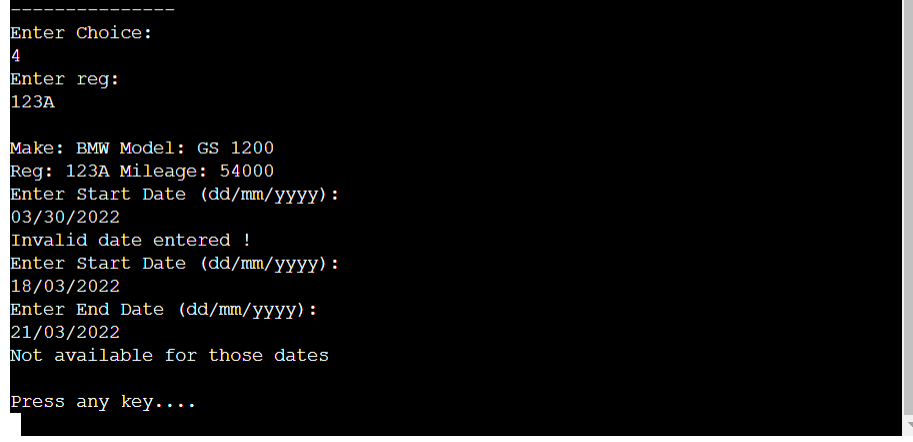 ---------------
Enter Choice:
4
Enter reg:
123A
Make: BMW Model: GS 1200
Reg: 123A Mileage: 54000
Enter Start Date (dd/mm/yyyy):
03/30/2022
Invalid date entered !
Enter Start Date (dd/mm/yyyy):
18/03/2022
Enter End Date (dd/mm/yyyy):
21/03/2022
Not available for those dates
Press any key....